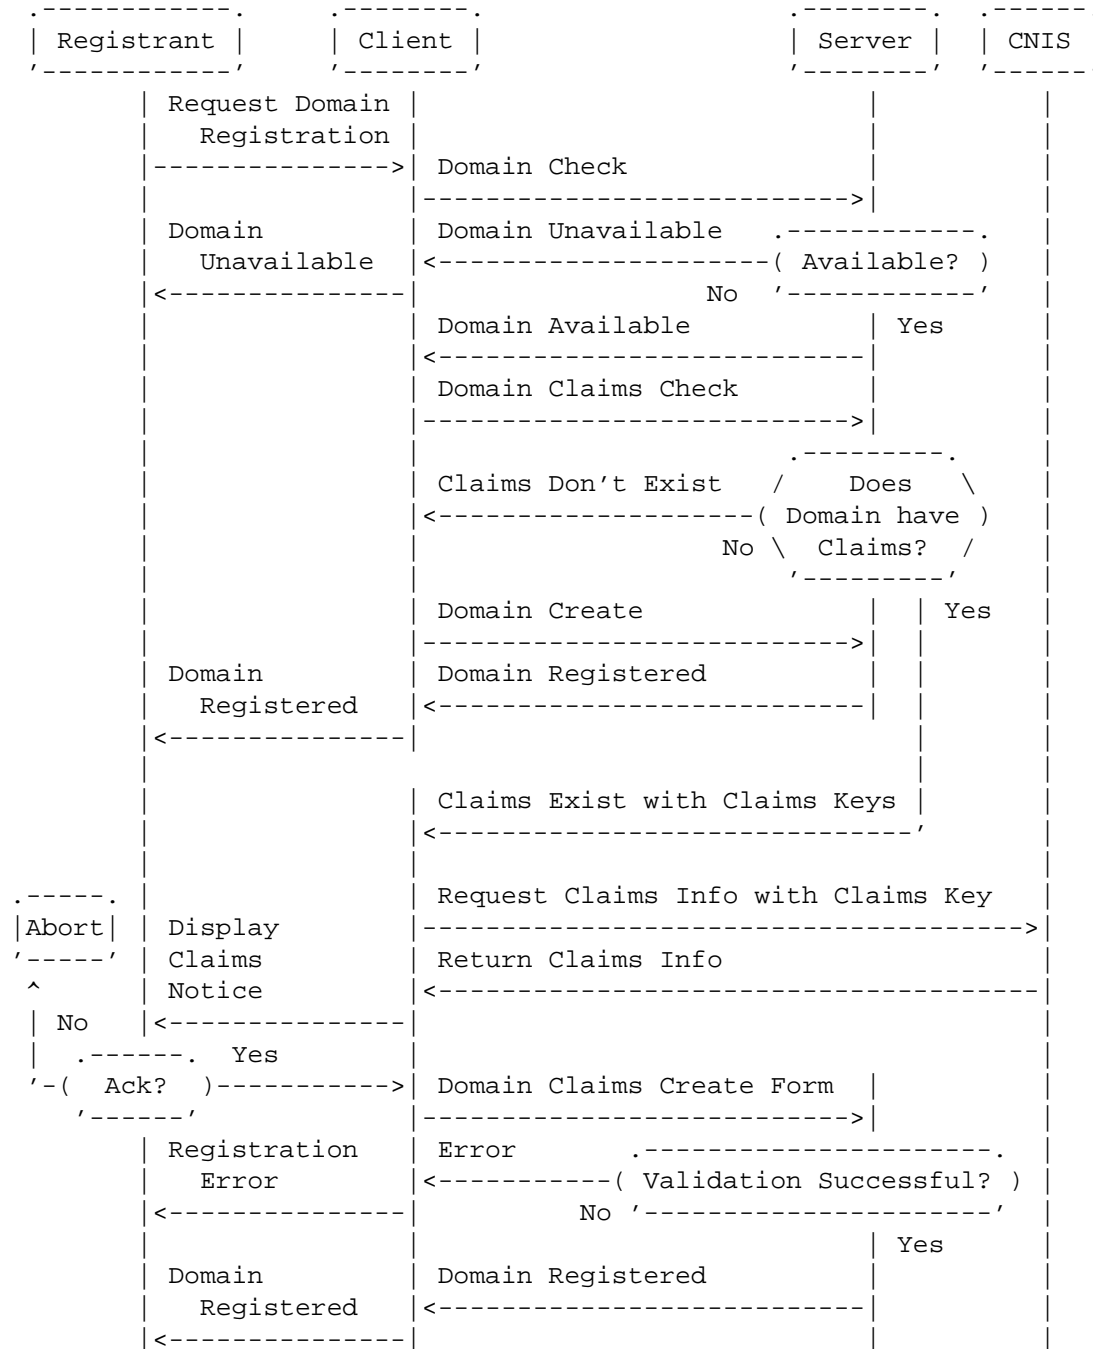 Registrant Client Server CNIS
Request Domain
Registration
Domain Check
Domain Domain Unavailable
Unavailable Available?
No
Domain Available Yes
Domain Claims Check
Claims Don't Exist Does
Domain have
No Claims?
Domain Create Yes
Domain Domain Registered
Registered
Claims Exist with Claims Keys
Request Claims Info with Claims Key
Abort Display
Claims Return Claims Info
Notice
No
Yes
Ack? Domain Claims Create Form
Registration Error
Error Validation Successful?
No
Yes
Domain Domain Registered
Registered